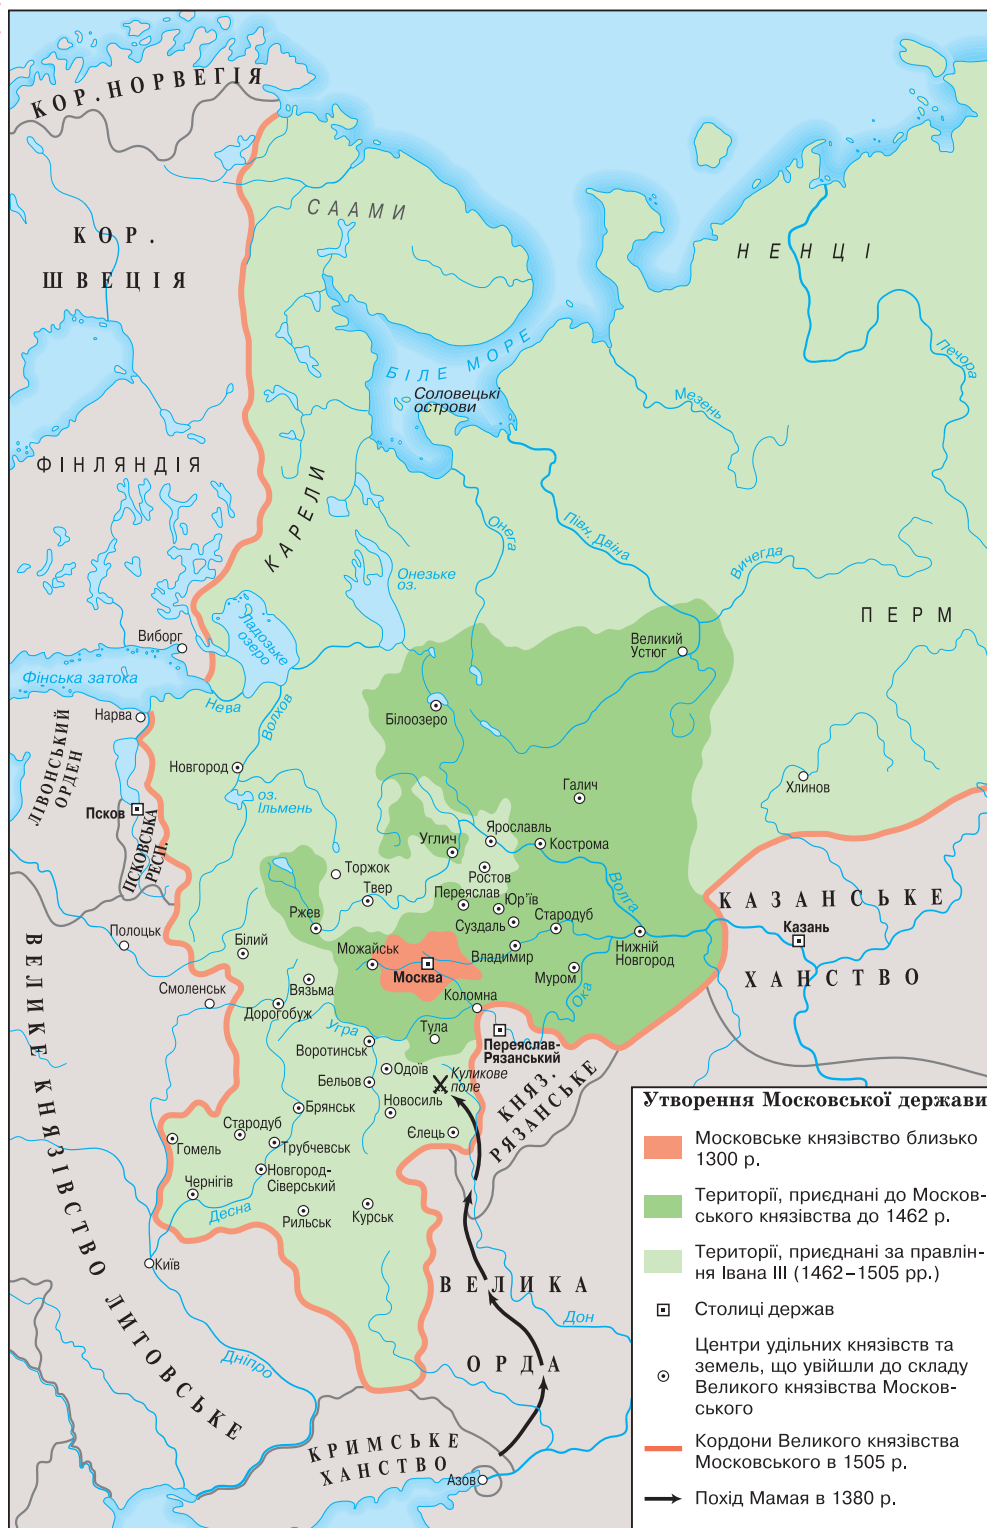 КОР. НОРВЕГІЯ
КОР.
ШВЕЦІЯ
СААМИ
НЕНЦІ
Печора
БІЛЕ МОРЕ
Соловецькі
острови
Мезень
ФІНЛЯНДІЯ
КАРЕЛИ
Онега
Півн. Двіна
Вичегда
Онезьке
оз.
Ладозьке
озеро
ПЕРМ
Виборг
Великий
Устюг
Фінська затока
Нева
Волхов
Білоозеро
Нарва
ЛІВОНСЬКИЙ
ОРДЕН
Новгород
оз.
Ільмень
Галич
Хлинов
Псков
ПСКОВСЬКА
РЕСП.
Углич
Ярославль
Кострома
Торжок
Ростов
Твер
Переяслав
Юр’їв
Волга
КАЗАНСЬКЕ
Ржев
Суздаль
Стародуб
Казань
Полоцьк
Білий
Можайськ
Владимир
Нижній
Новгород
Москва
Муром
ХАНСТВО
Вязьма
Смоленськ
Дорогобуж
Коломна
Ока
Угра
Тула
Переяслав-
Рязанський
Воротинськ
Одоїв
Куликове
поле
Бельов
КНЯЗ.
РЯЗАНСЬКЕ
Новосиль
Брянськ
Стародуб
Єлець
Гомель
Трубчевськ
Новгород-
Сіверський
Чернігів
Десна
Рильськ
Курськ
Київ
ВЕЛИКЕ КНЯЗІВСТВО ЛИТОВСЬКЕ
ВЕЛИКА
Дон
ОРДА
Дніпро
КРИМСЬКЕ
ХАНСТВО
Азов
Утворення Московської держави
Московське князівство близько
1300 р.
Території, приєднані до Москов-
ського князівства до 1462 р.
Території, приєднані за правлін-
ня Івана III (1462–1505 рр.)
Столиці держав
Центри удільних князівств та
земель, що увійшли до складу
Великого князівства Москов-
ського
Кордони Великого князівства
Московського в 1505 р.
Похід Мамая в 1380 р.